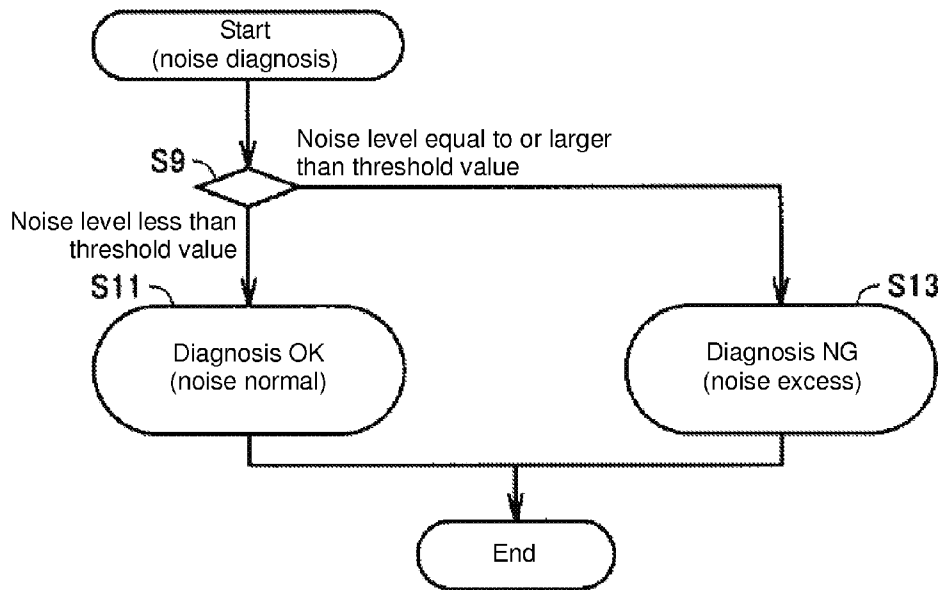 Start
(noise diagnosis)
S9
Noise level equal to or larger
than threshold value
Noise level less than
threshold value
S11
S13
Diagnosis OK
(noise normal)
Diagnosis NG
(noise excess)
End